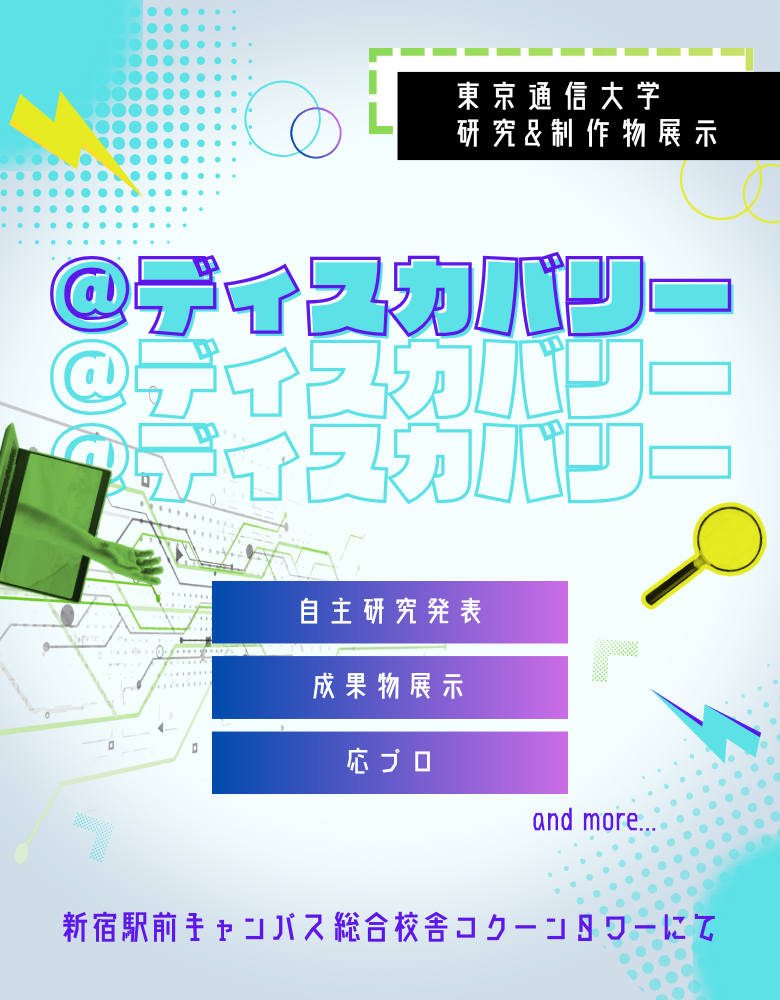 東京通信大学
研究&制作物展示
@ディスカバリー
@ディスカバリー
@ディスカバリー
自主研究発表
成果物展示
応プロ
and more...
新宿駅前キャンパス総合校舎コクーンタワーにて